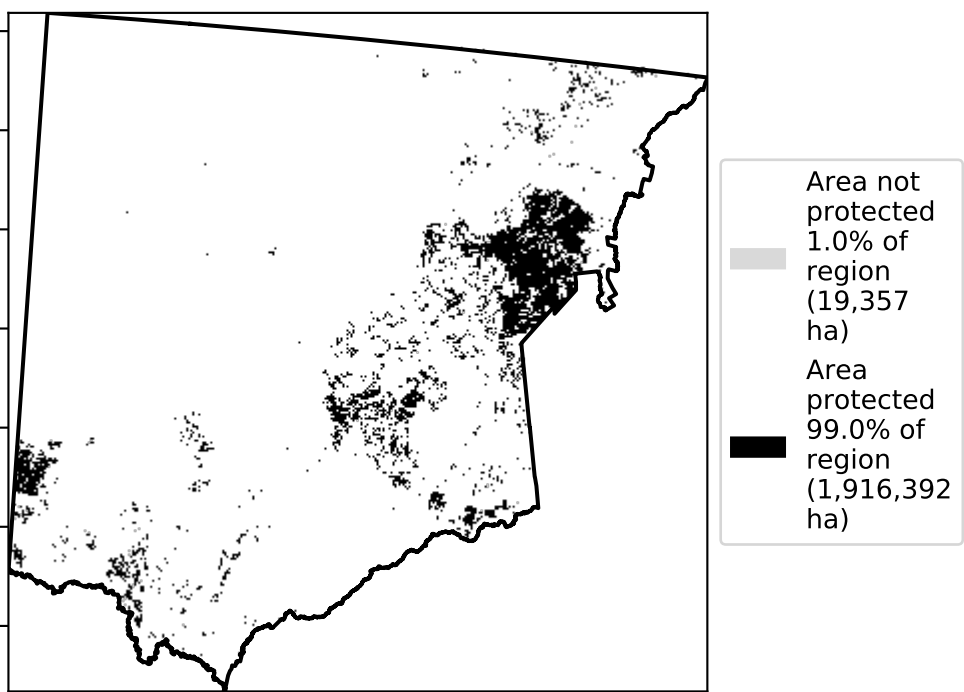 Area not
protected
1.0% of
region
(19,357
ha)
Area
protected
99.0% of
region
(1,916,392
ha)